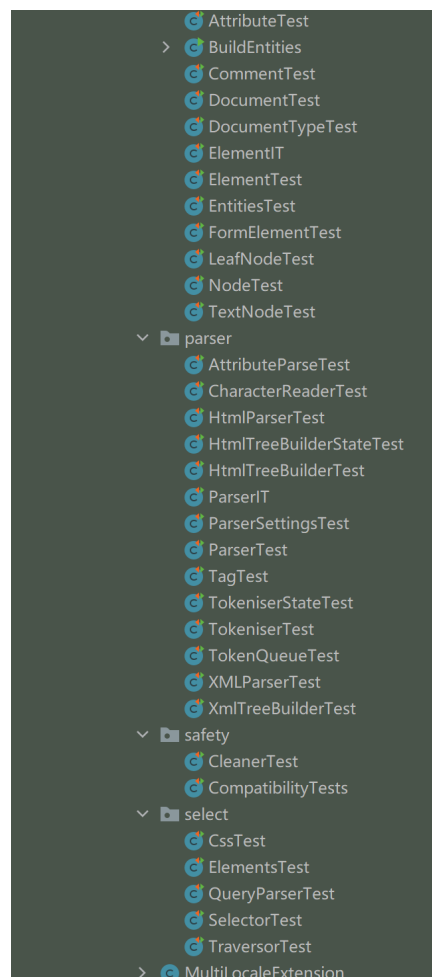 AttributeTest
BuildEntities
CommentTest
DocumentTest
DocumentTypeTest
ElementIT
ElementTest
EntitiesTest
FormElementTest
LeafNodeTest
NodeTest
TextNodeTest
parser
AttributeParseTest
CharacterReaderTest
HtmlParserTest
HtmlTreeBuilderStateTest
HtmlTreeBuilderTest
ParserIT
ParserSettingsTest
ParserTest
TagTest
TokeniserStateTest
TokeniserTest
TokenQueueTest
XMLParserTest
XmlTreeBuilderTest
safety
CleanerTest
CompatibilityTests
select
CssTest
ElementsTest
QueryParserTest
SelectorTest
TraversorTest
MultiLocaleExtension